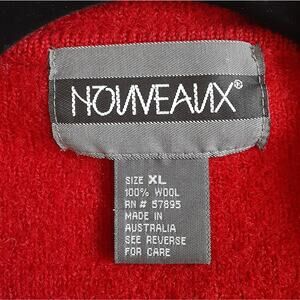 NOUVEAUX®
SIZE XL
100% WOOL
RN # 57895
MADE IN
AUSTRALIA
SEE REVERSE
FOR CARE